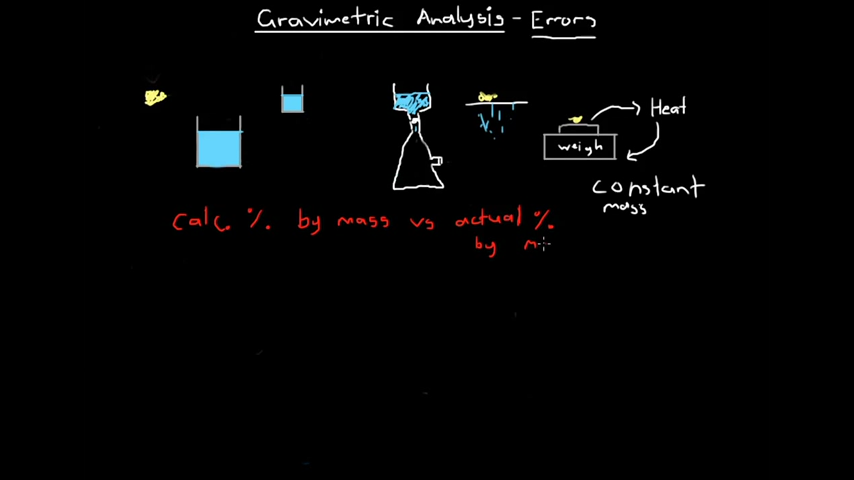 Gravimetric Analysis - Errors
Heat
weigh
constant
mass
Calc. %. by mass vs actual %.
by m